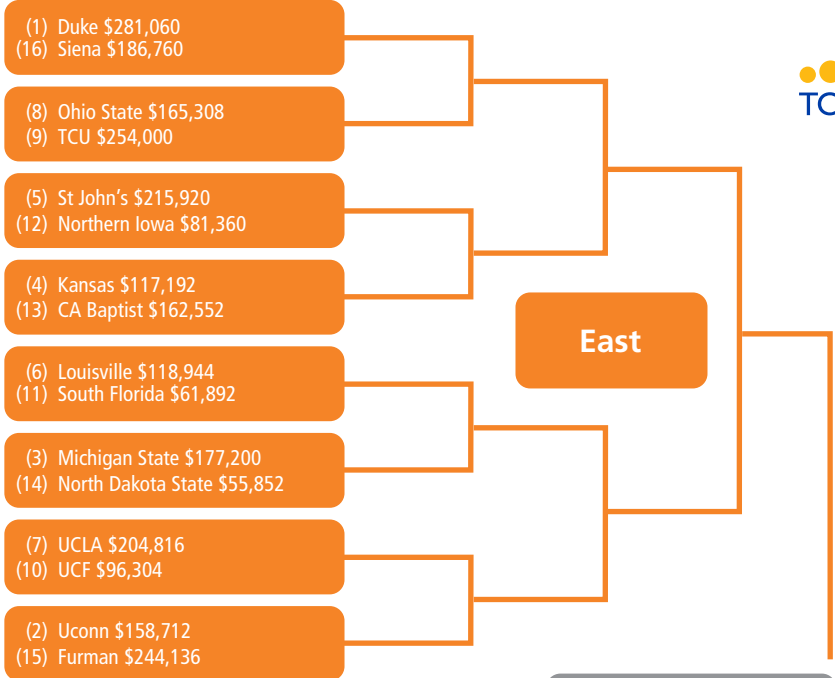 (1) Duke $281,060
(16) Siena $186,760
(8) Ohio State $165,308
(9) TCU $254,000
(5) St John’s $215,920
(12) Northern Iowa $81,360
(4) Kansas $117,192
(13) CA Baptist $162,552
(6) Louisville $118,944
(11) South Florida $61,892
(3) Michigan State $177,200
(14) North Dakota State $55,852
(7) UCLA $204,816
(10) UCF $96,304
(2) Uconn $158,712
(15) Furman $244,136
East